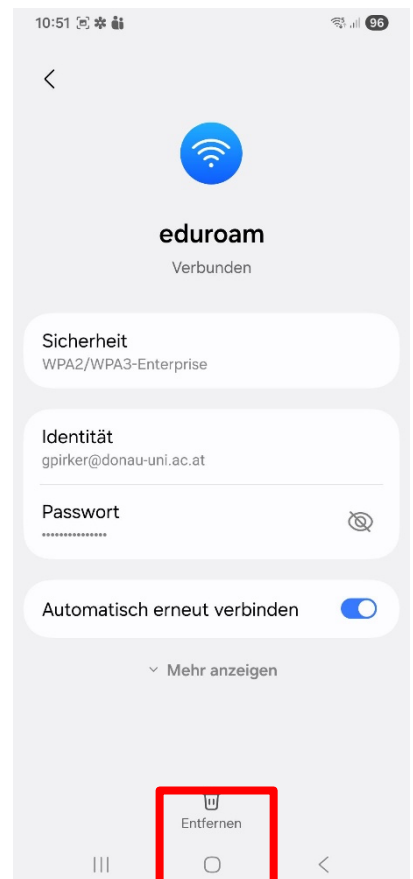 10:51
96
eduroam
Verbunden
Sicherheit
WPA2/WPA3-Enterprise
Identität
gpirker@donau-uni.ac.at
Passwort
•••••••••••••••
Automatisch erneut verbinden
Mehr anzeigen
Entfernen